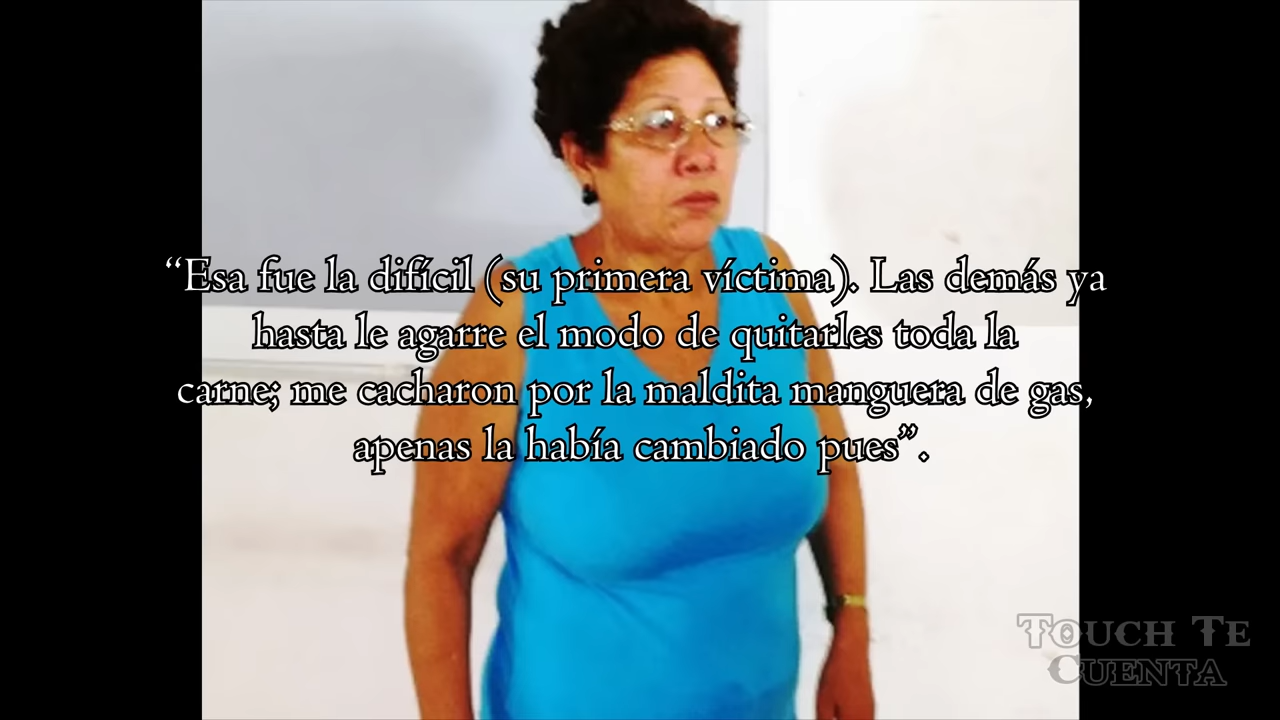 “Esa fue la difícil (su primera víctima). Las demás ya
hasta le agarre el modo de quitarles toda la
carne; me cacharon por la maldita manguera de gas,
apenas la había cambiado pues”.
Touch Te
Cuenta